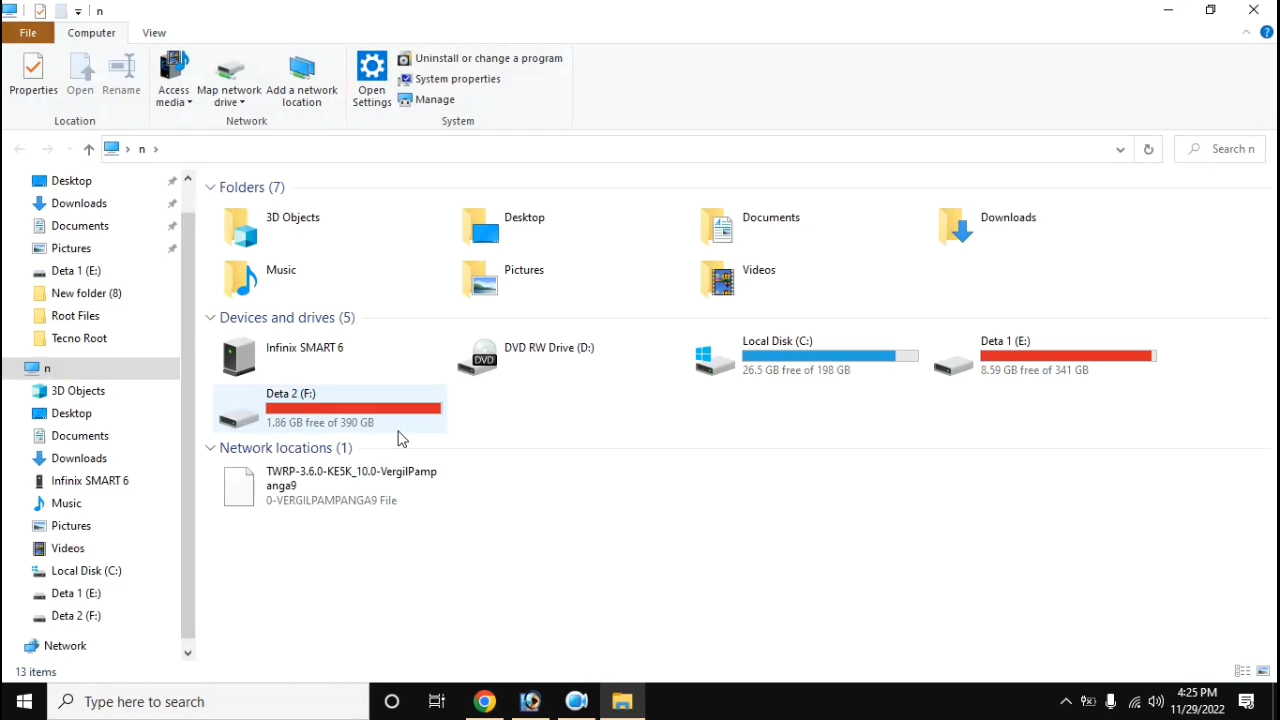 n
File
Computer
View
Properties
Open
Rename
Access
media
Map network
drive
Add a network
location
Open
Settings
Uninstall or change a program
System properties
Manage
Location
Network
System
n
Search n
Desktop
Downloads
Documents
Pictures
Deta 1 (E:)
New folder (8)
Root Files
Tecno Root
n
3D Objects
Desktop
Documents
Downloads
Infinix SMART 6
Music
Pictures
Videos
Local Disk (C:)
Deta 1 (E:)
Deta 2 (F:)
Network
Folders (7)
3D Objects
Desktop
Documents
Downloads
Music
Pictures
Videos
Devices and drives (5)
Infinix SMART 6
DVD
DVD RW Drive (D:)
Local Disk (C:)
26.5 GB free of 198 GB
Deta 1 (E:)
8.59 GB free of 341 GB
Deta 2 (F:)
1.86 GB free of 390 GB
Network locations (1)
TWRP-3.6.0-KE5K_10.0-VergilPamp
anga9
0-VERGILPAMPANGA9 File
13 items
Type here to search
4:25 PM
11/29/2022